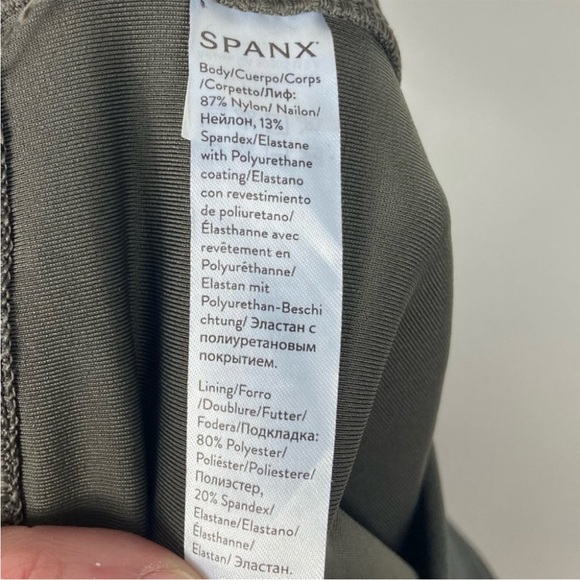 SPANX
Body/Cuerpo/Corps
/Corpetto/Лиф:
87% Nylon/ Nailon/
Нейлон, 13%
Spandex/Elastane
with Polyurethane
coating/Elastano
con revestimiento
de poliuretano/
Élasthanne avec
revêtement en
Polyuréthanne/
Elastan mit
Polyurethan-Beschi
chtung/ Эластан с
полиуретановым
покрытием.
Lining/Forro
/Doublure/Futter/
Fodera/Подкладка:
80% Polyester/
Poliéster/Poliestere/
Полиэстер,
20% Spandex/
Elastane/Elastano/
Élasthanne/
Elastan/ Эластан.